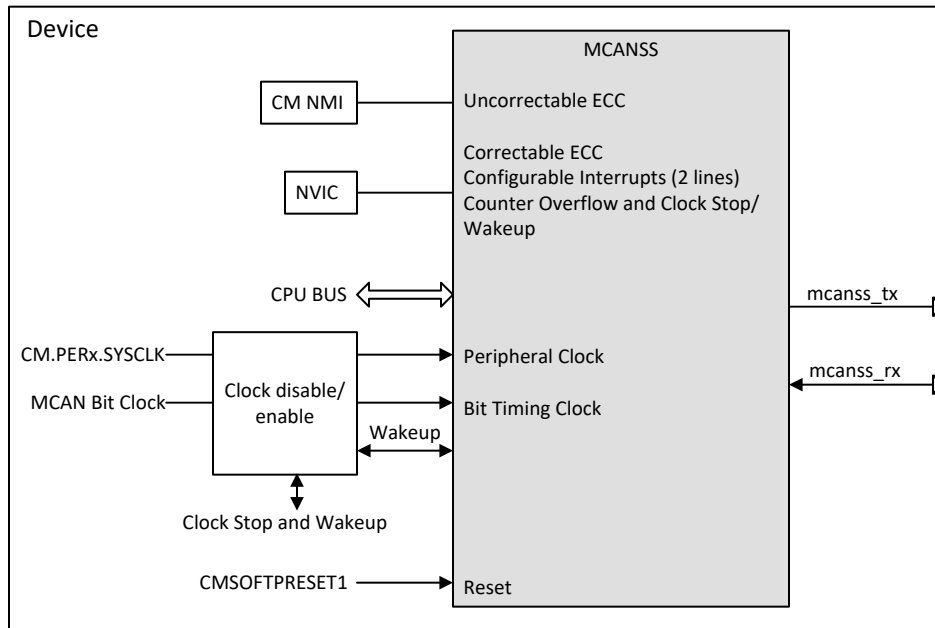 Device
MCANSS
CM NMI
Uncorrectable ECC
Correctable ECC
NVIC
Configurable Interrupts (2 lines)
Counter Overflow and Clock Stop/
Wakeup
CPU BUS
mcanss_tx
CM.PERx.SYSCLK
Peripheral Clock
mcanss_rx
Clock disable/
enable
MCAN Bit Clock
Bit Timing Clock
Wakeup
Clock Stop and Wakeup
CMSOFTPRESET1
Reset